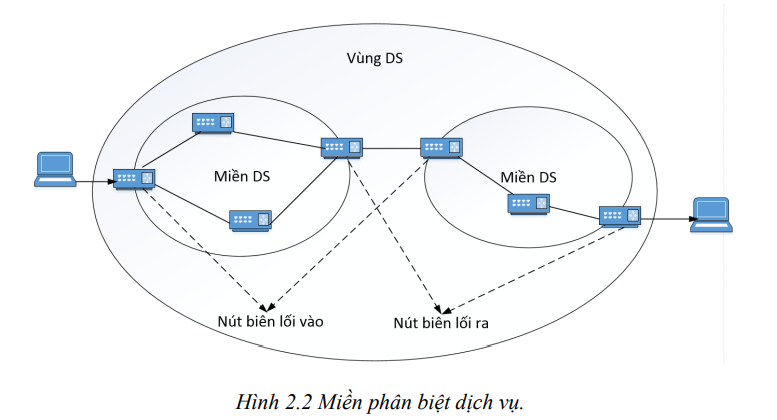 Vùng DS
Miền DS
Miền DS
Nút biên lối vào
Nút biên lối ra
Hình 2.2 Miền phân biệt dịch vụ.